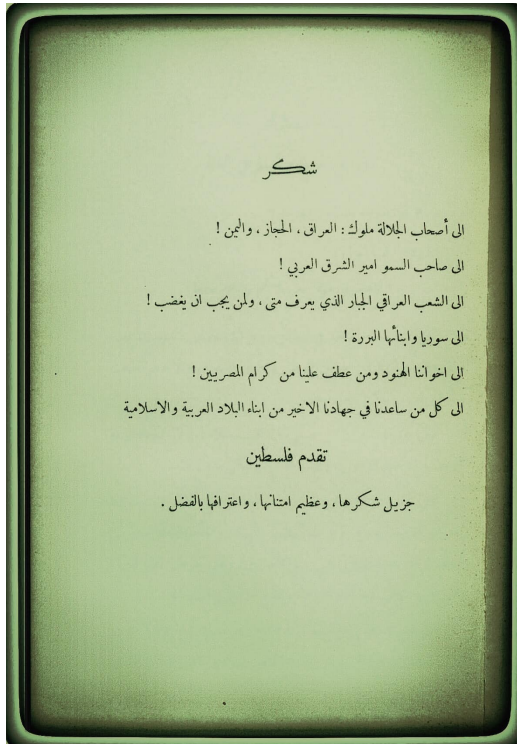 شكر
الى أصحاب الجلالة ملوك : العراق ، الحجاز ، واليمن !
الى صاحب السمو امير الشرق العربي !
الى الشعب العراقي الجبار الذي يعرف متى ، ولمن يجب ان يغضب !
الى سوريا وابنائها البررة !
الى اخواننا الهنود ومن عطف علينا من كرام المصريين !
الى كل من ساعدنا في جهادنا الاخير من ابناء البلاد العربية والاسلامية
تقدم فلسطين
جزيل شكرها ، وعظيم امتنانها ، واعترافها بالفضل .